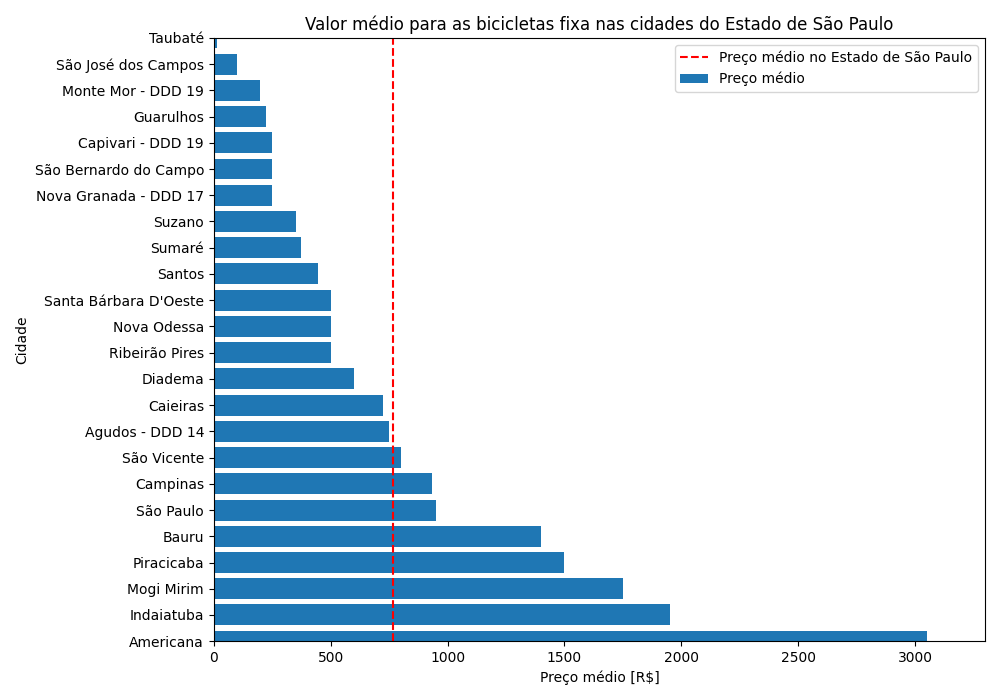 Valor médio para as bicicletas fixa nas cidades do Estado de São Paulo
Preço médio no Estado de São Paulo
Preço médio
Cidade
Taubaté
São José dos Campos
Monte Mor - DDD 19
Guarulhos
Capivari - DDD 19
São Bernardo do Campo
Nova Granada - DDD 17
Suzano
Sumaré
Santos
Santa Bárbara D'Oeste
Nova Odessa
Ribeirão Pires
Diadema
Caieiras
Agudos - DDD 14
São Vicente
Campinas
São Paulo
Bauru
Piracicaba
Mogi Mirim
Indaiatuba
Americana
0 500 1000 1500 2000 2500 3000
Preço médio [R$]